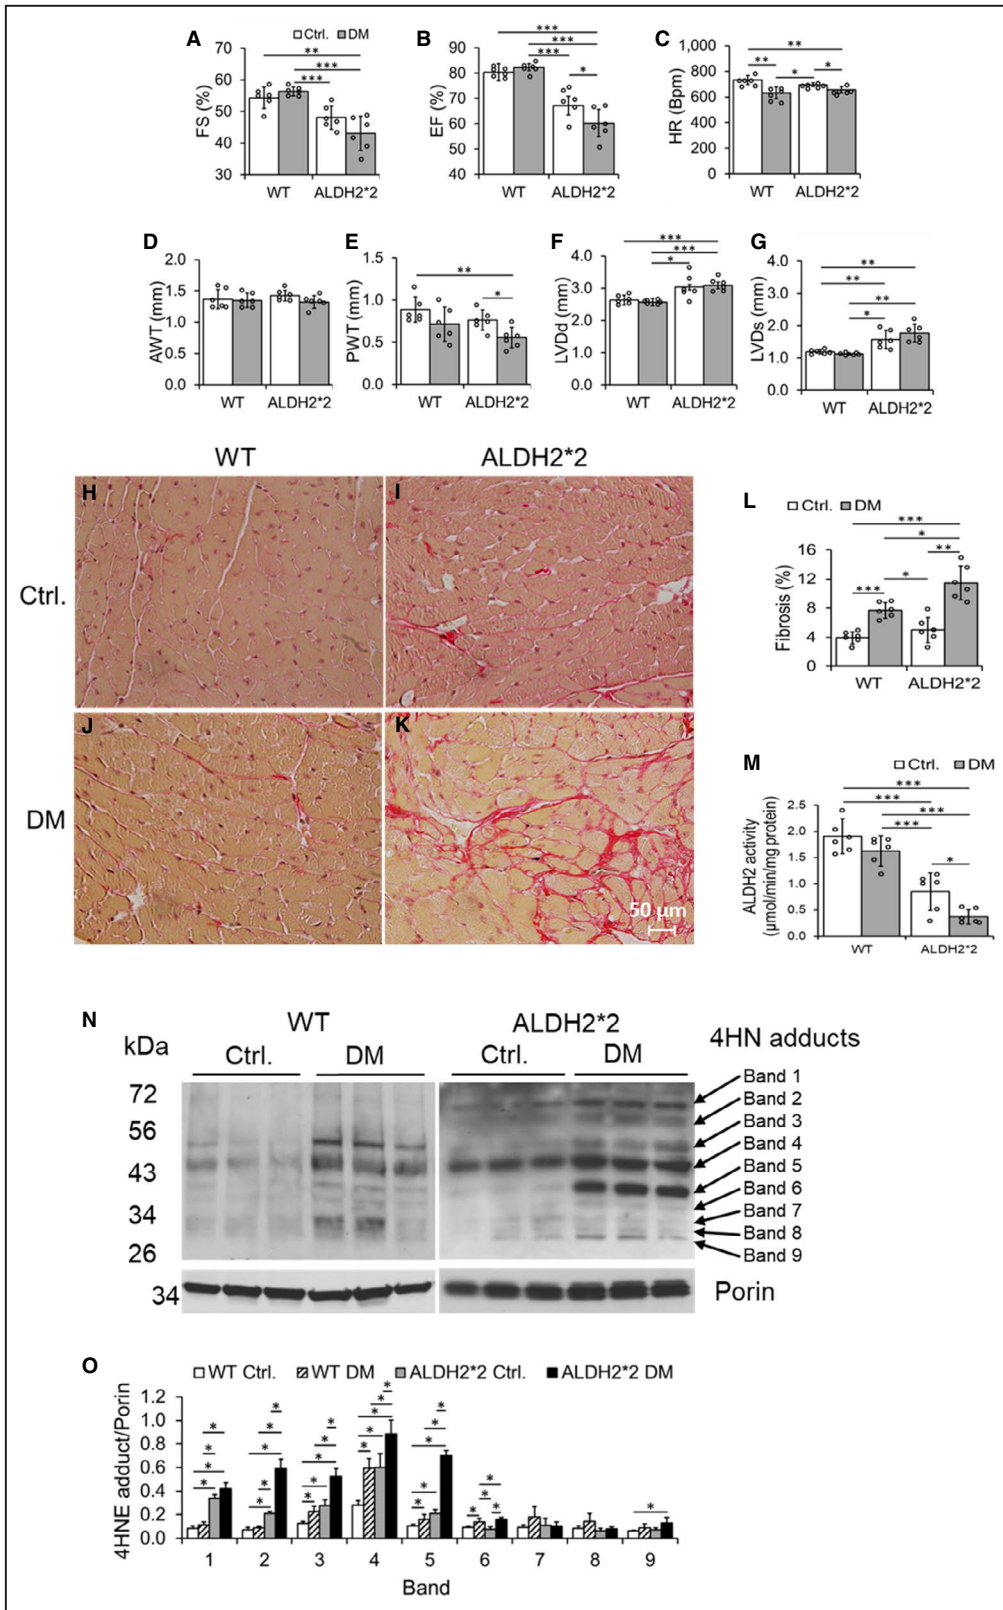 A
□ Ctrl. ■ DM
**
***
***
FS (%)
70
60
50
40
30
WT ALDH2*2
B
***
***
***
*
EF (%)
90
80
70
60
50
40
WT ALDH2*2
C
**
**
*
*
HR (Bpm)
1,000
800
600
400
200
0
WT ALDH2*2
D
AWT (mm)
2.0
1.5
1.0
0.5
0.0
WT ALDH2*2
E
**
*
PWT (mm)
1.5
1.0
0.5
0.0
WT ALDH2*2
F
***
***
*
LVDd (mm)
4.0
3.0
2.0
1.0
0.0
WT ALDH2*2
G
**
**
**
*
LVDs (mm)
4.0
3.0
2.0
1.0
0.0
WT ALDH2*2
WT ALDH2*2
H I
Ctrl.
J K
DM
50 μm
L
□ Ctrl. ■ DM
***
*
**
*
***
Fibrosis (%)
16
12
8
4
0
WT ALDH2*2
M
□ Ctrl. ■ DM
***
***
***
***
*
ALDH2 activity
(μmol/min/mg protein)
2.5
2.0
1.5
1.0
0.5
0.0
WT ALDH2*2
N
WT ALDH2*2
kDa
Ctrl. DM Ctrl. DM
4HN adducts
72
56
43
34
26
34
Band 1
Band 2
Band 3
Band 4
Band 5
Band 6
Band 7
Band 8
Band 9
Porin
O
□ WT Ctrl. ▨ WT DM ■ ALDH2*2 Ctrl. ■ ALDH2*2 DM
4HNE adduct/Porin
1.2
1.0
0.8
0.6
0.4
0.2
0.0
* * * *
* * * *
* * * * *
* * * * *
* * * * *
* * * *
*
1 2 3 4 5 6 7 8 9
Band